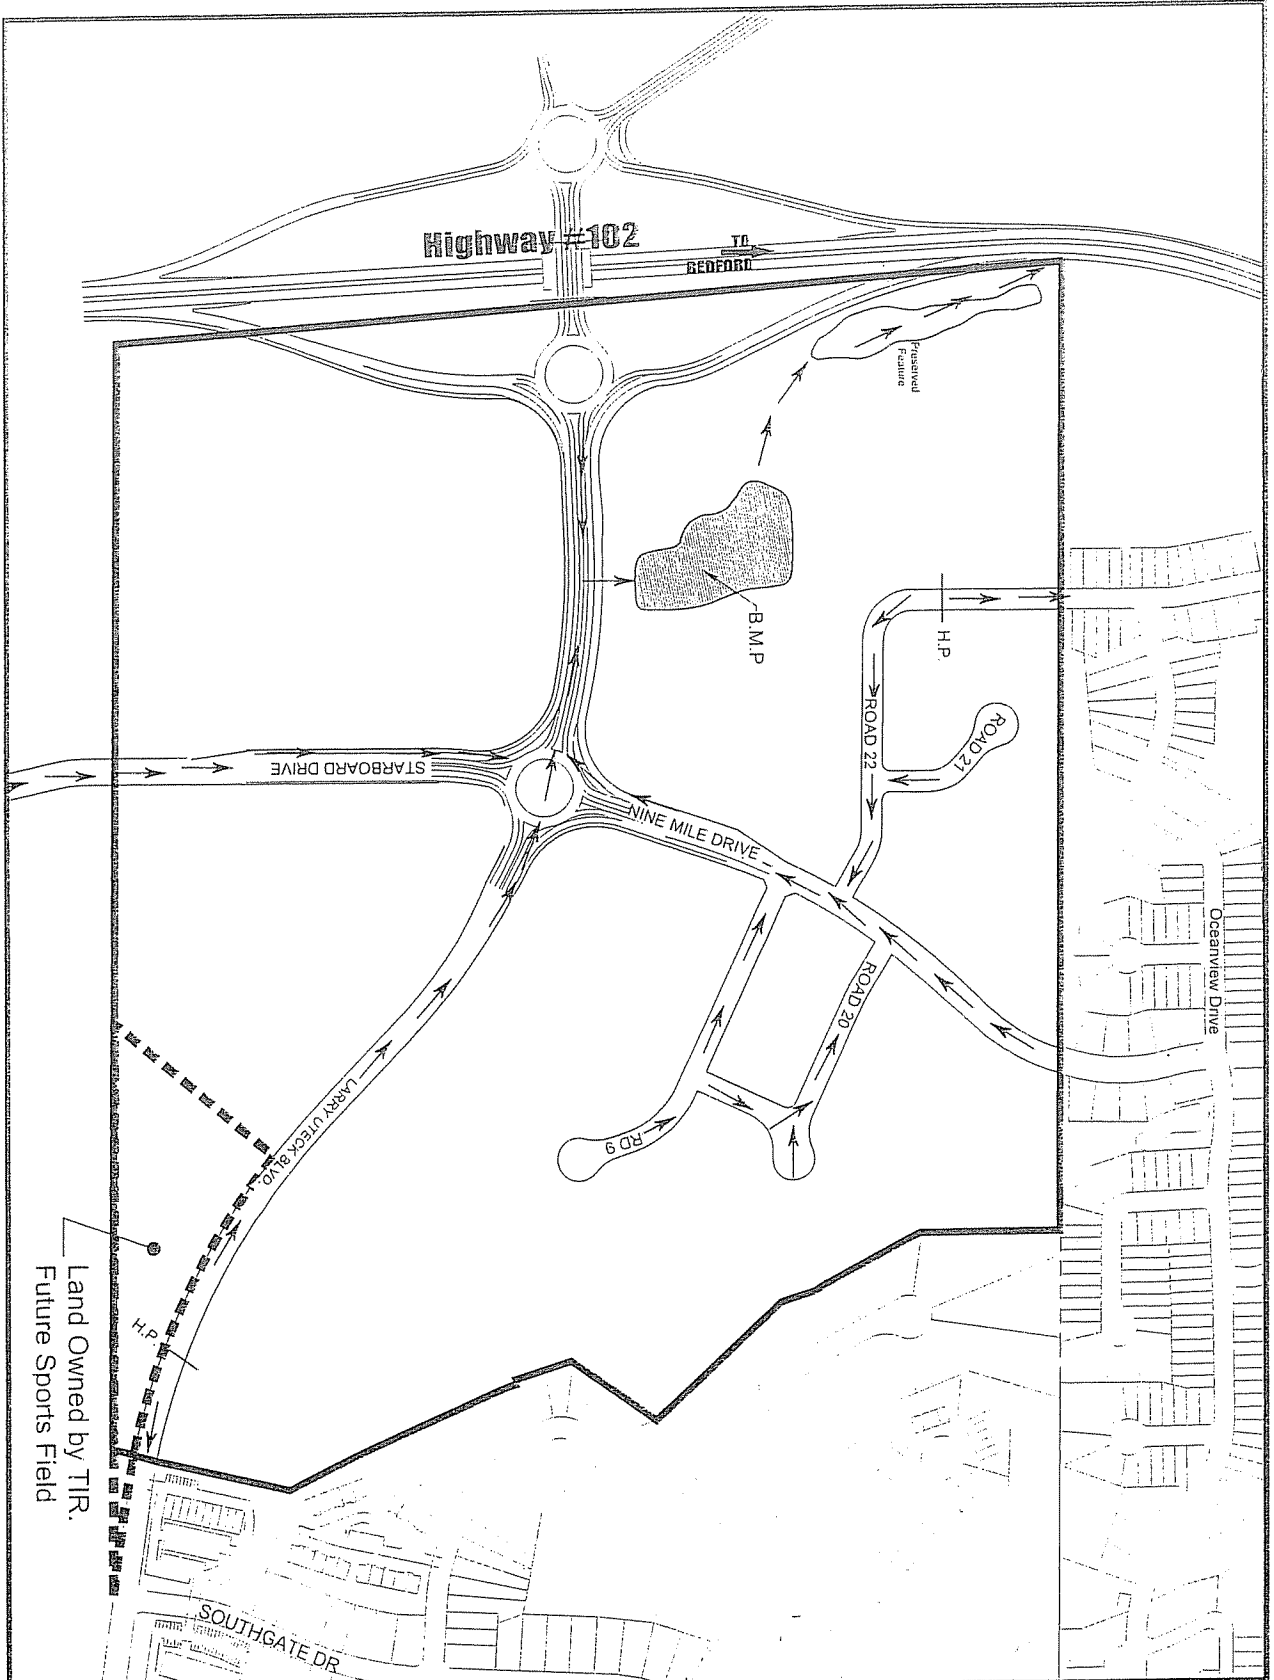 Highway #102
TO
BEDFORD
Preserved
Feature
B.M.P
H.P.
ROAD 22
ROAD 21
STARBOARD DRIVE
NINE MILE DRIVE
Oceanview Drive
ROAD 20
LARRY UTECK BLVD.
RD 9
H.P.
Land Owned by TIR.
Future Sports Field
SOUTHGATE DR